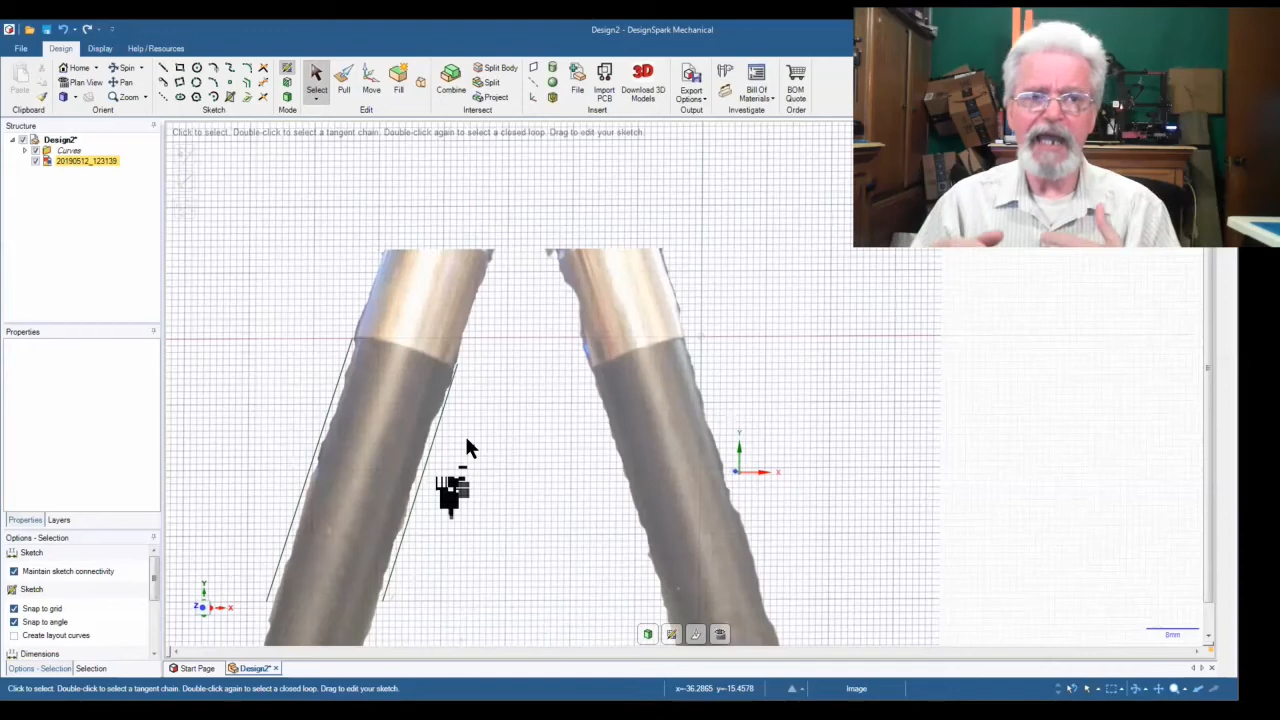 Design2 - DesignSpark Mechanical
File Design Display Help / Resources
Home Spin
Plan View Pan
Zoom
Paste
Select Pull Move Fill
Combine
Split Body
Split
Project
File Import PCB Download 3D Models
Export Options
Bill Of Materials
BOM Quote
Clipboard Orient Sketch Mode Edit Intersect Insert Output Investigate Order
Structure
Design2*
Curves
20190512_123139
Click to select. Double-click to select a tangent chain. Double-click again to select a closed loop. Drag to edit your sketch.
Properties
Properties Layers
Options - Selection
Sketch
Maintain sketch connectivity
Sketch
Snap to grid
Snap to angle
Create layout curves
Dimensions
Options - Selection Selection
Y
X
Y
Z X
8mm
Start Page Design2*
Click to select. Double-click to select a tangent chain. Double-click again to select a closed loop. Drag to edit your sketch.
x=-36.2865 y=-15.4578
Image